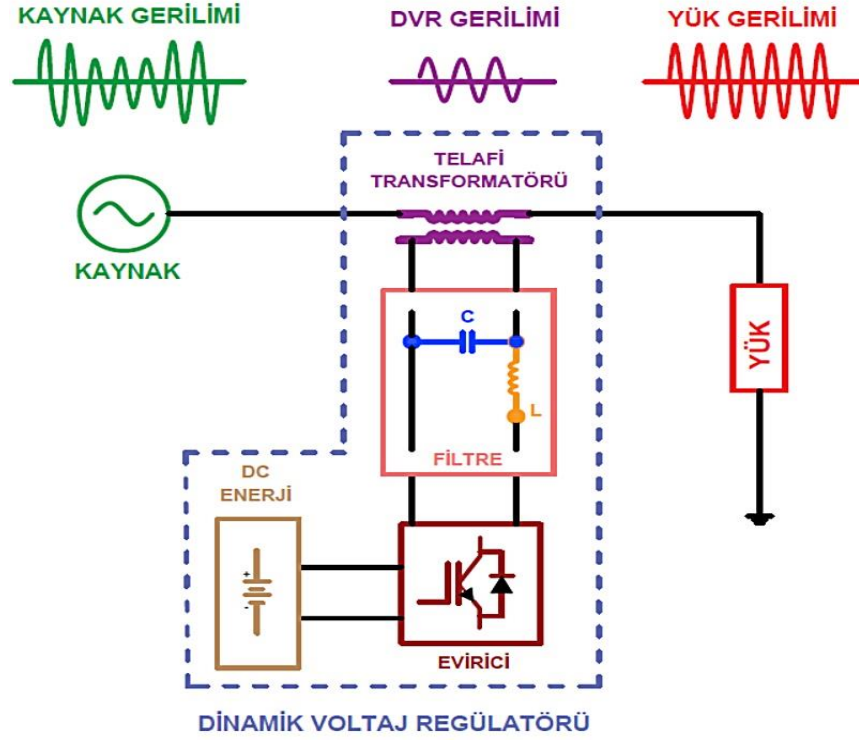 KAYNAK GERİLİMİ
DVR GERİLİMİ
YÜK GERİLİMİ
TELAFİ
TRANSFORMATÖRÜ
KAYNAK
C
YÜK
L
FİLTRE
DC
ENERJİ
+
-
EVİRİCİ
DİNAMİK VOLTAJ REGÜLATÖRÜ